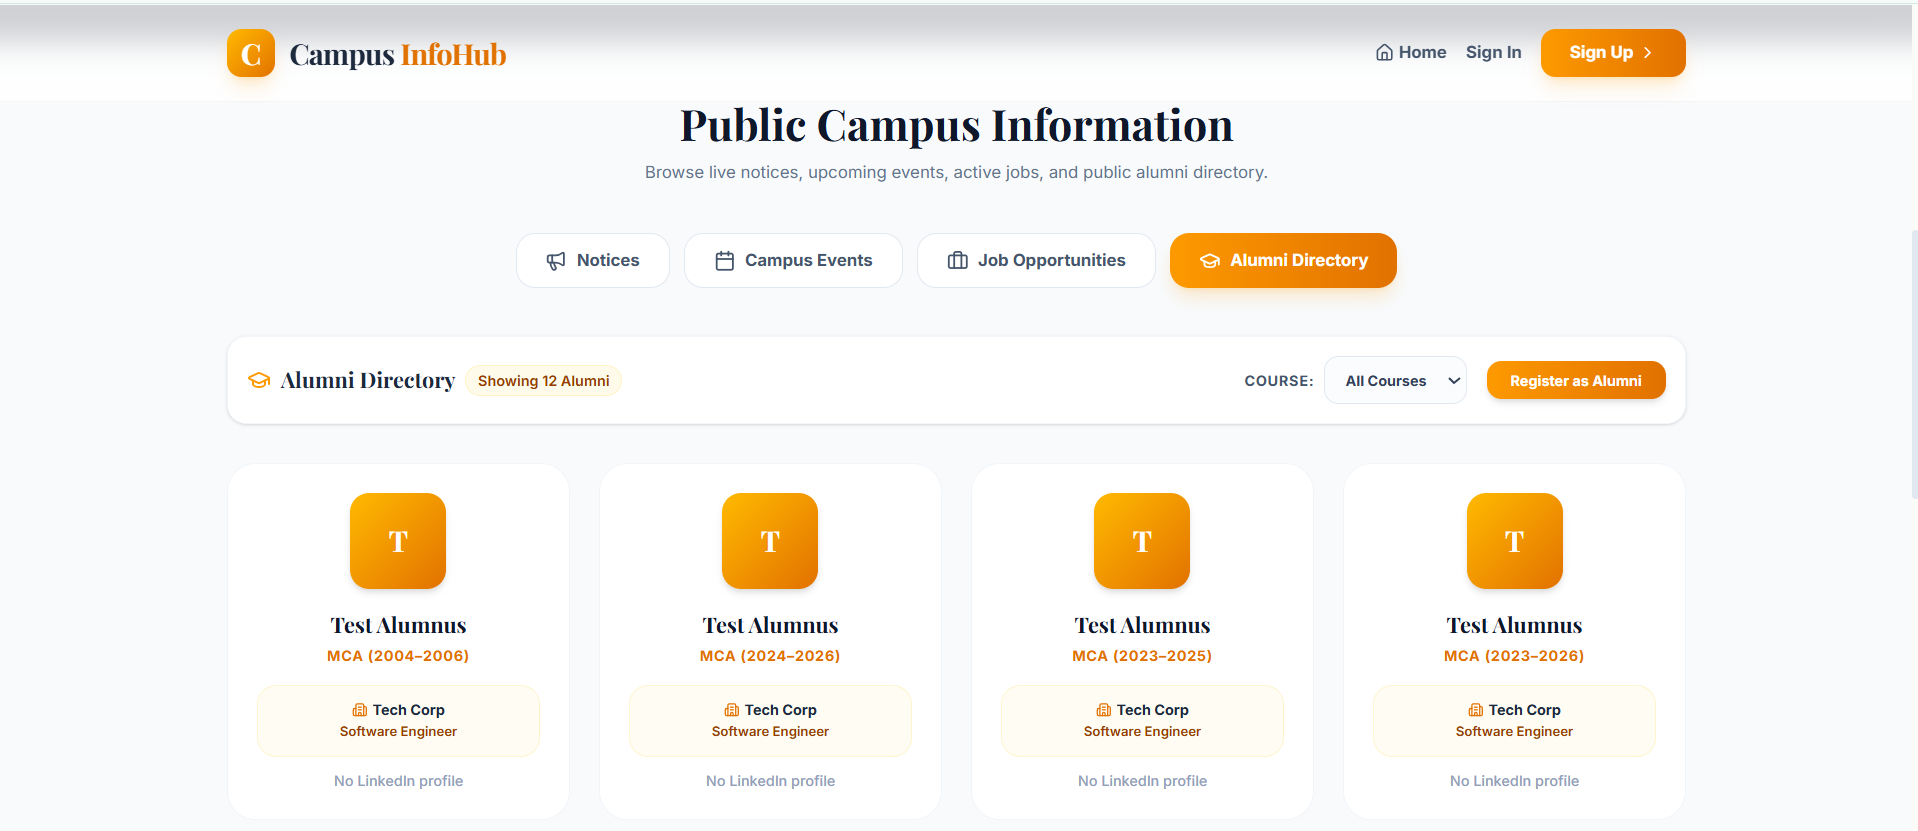 C Campus InfoHub
Home Sign In Sign Up
Public Campus Information
Browse live notices, upcoming events, active jobs, and public alumni directory.
Notices Campus Events Job Opportunities Alumni Directory
Alumni Directory Showing 12 Alumni COURSE: All Courses Register as Alumni
T T T T
Test Alumnus Test Alumnus Test Alumnus Test Alumnus
MCA (2004–2006) MCA (2024–2026) MCA (2023–2025) MCA (2023–2026)
Tech Corp Tech Corp Tech Corp Tech Corp
Software Engineer Software Engineer Software Engineer Software Engineer
No LinkedIn profile No LinkedIn profile No LinkedIn profile No LinkedIn profile